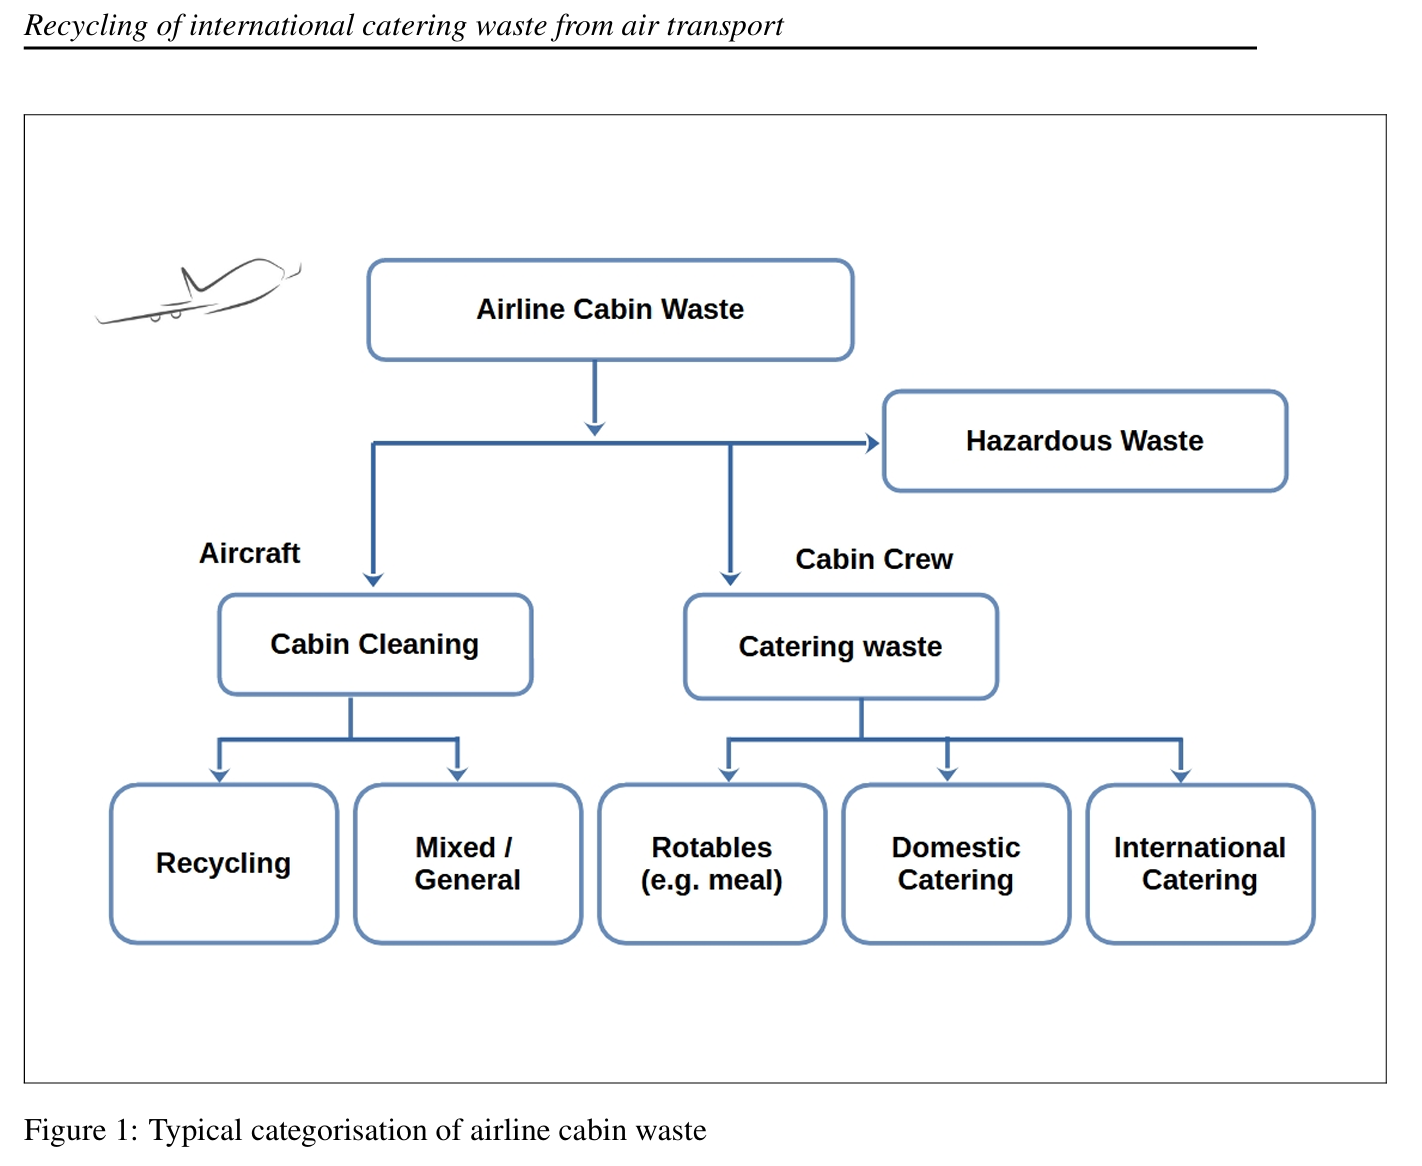 Recycling of international catering waste from air transport
Airline Cabin Waste
Hazardous Waste
Aircraft
Cabin Crew
Cabin Cleaning
Catering waste
Recycling
Mixed /
General
Rotables
(e.g. meal)
Domestic
Catering
International
Catering
Figure 1: Typical categorisation of airline cabin waste